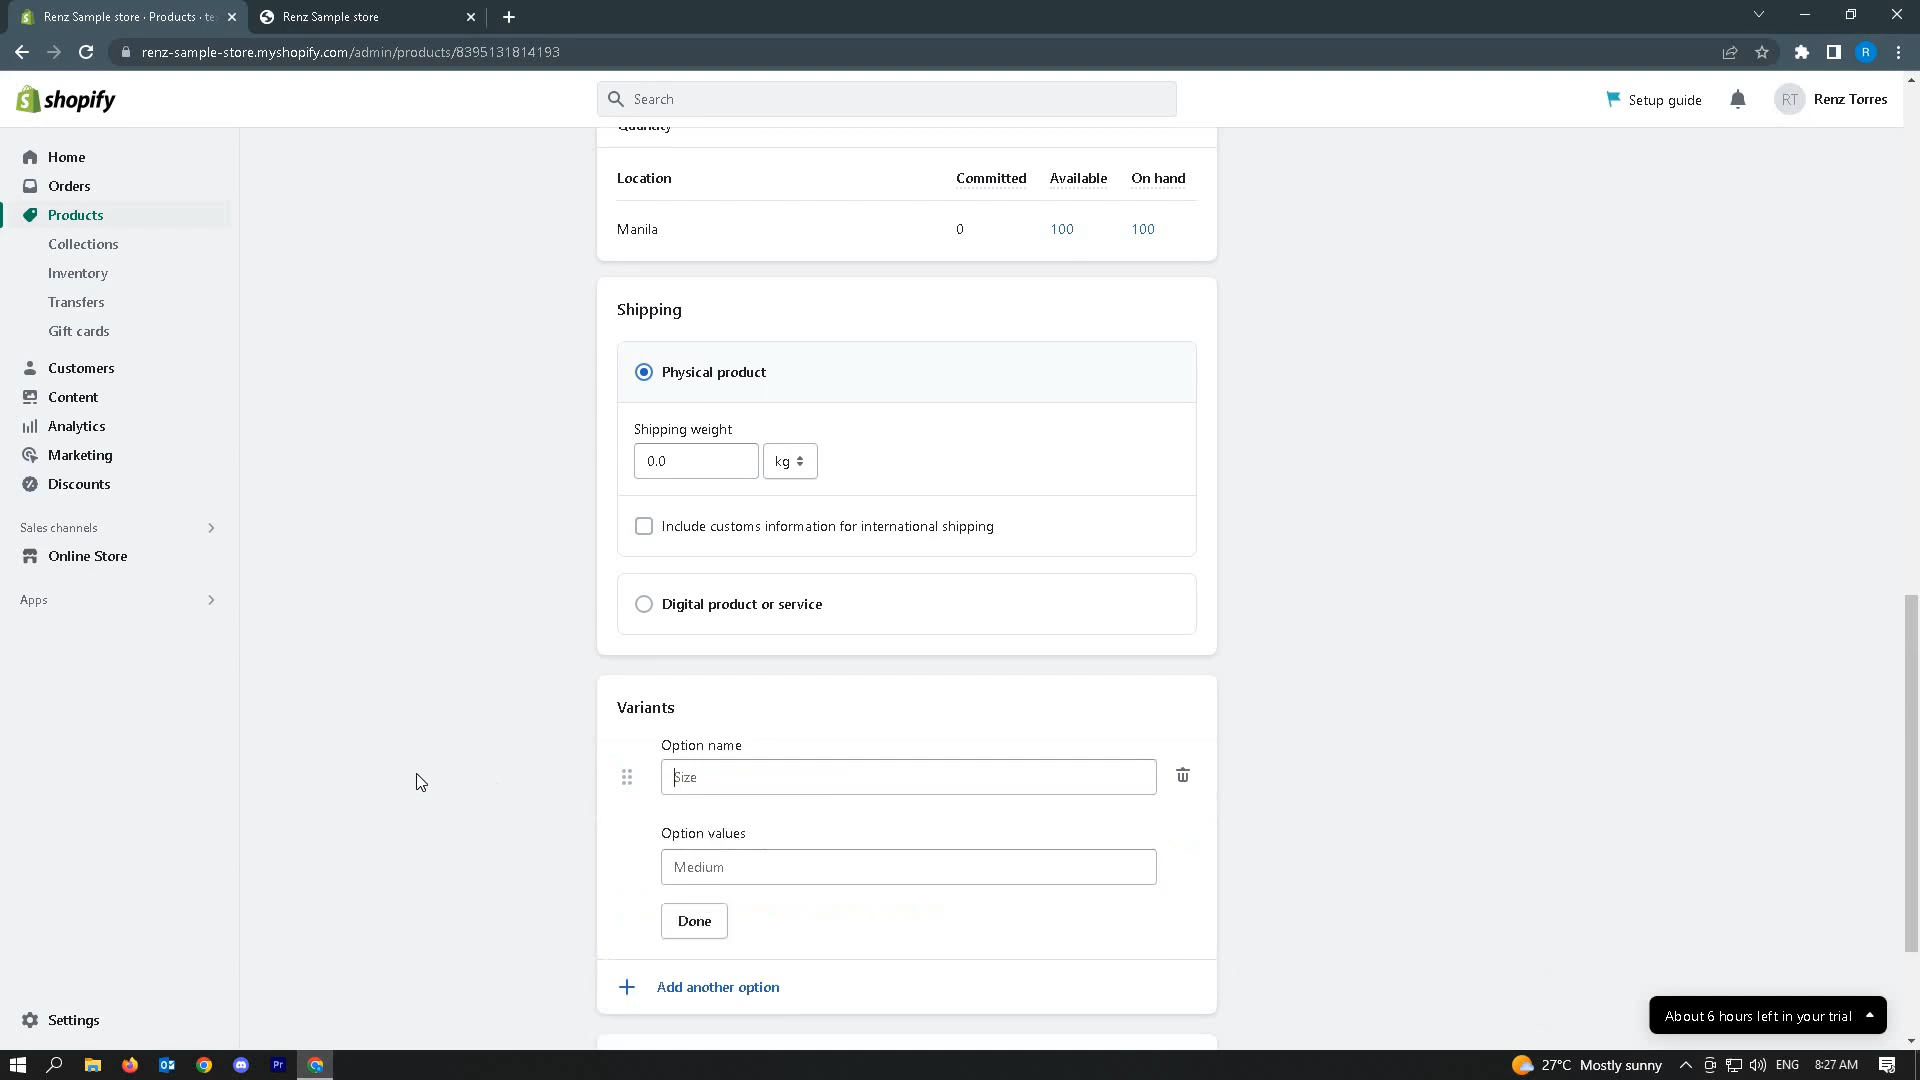 Renz Sample store · Products · te
Renz Sample store
renz-sample-store.myshopify.com/admin/products/8395131814193
shopify
Search
Setup guide
RT
Renz Torres
R
Home
Orders
Products
Collections
Inventory
Transfers
Gift cards
Customers
Content
Analytics
Marketing
Discounts
Sales channels
Online Store
Apps
Settings
Quantity
Location Committed Available On hand
Manila 0 100 100
Shipping
Physical product
Shipping weight
0.0 kg
Include customs information for international shipping
Digital product or service
Variants
Option name
Size
Option values
Medium
Done
Add another option
About 6 hours left in your trial
Pr
27°C Mostly sunny
ENG
8:27 AM